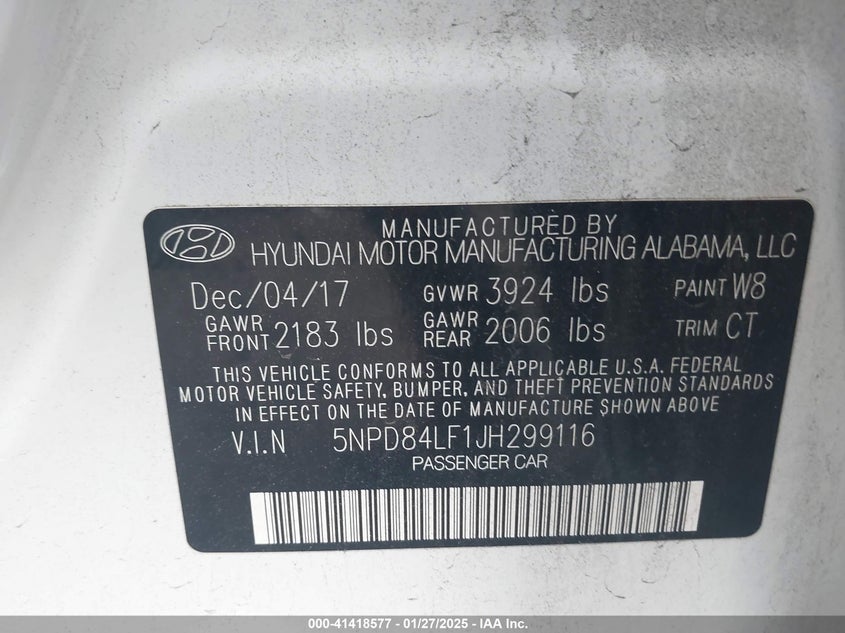 MANUFACTURED BY
HYUNDAI MOTOR MANUFACTURING ALABAMA, LLC
Dec/04/17 GVWR 3924 lbs PAINT W8
GAWR FRONT 2183 lbs GAWR REAR 2006 lbs TRIM CT
THIS VEHICLE CONFORMS TO ALL APPLICABLE U.S.A. FEDERAL
MOTOR VEHICLE SAFETY, BUMPER, AND THEFT PREVENTION STANDARDS
IN EFFECT ON THE DATE OF MANUFACTURE SHOWN ABOVE
V.I.N 5NPD84LF1JH299116
PASSENGER CAR
000-41418577 - 01/27/2025 - IAA Inc.